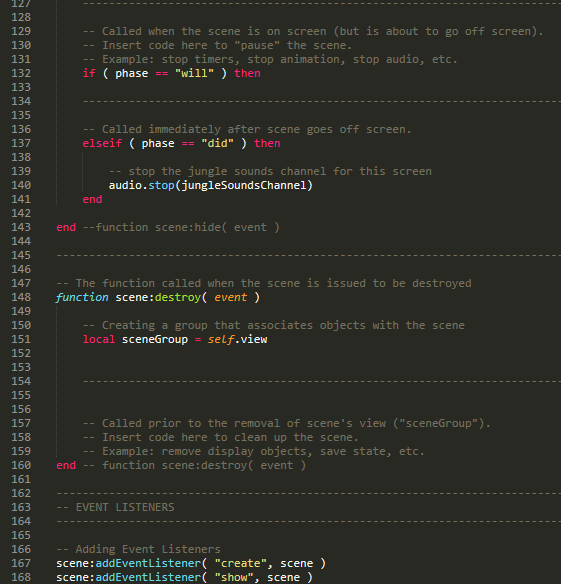 127 -----------------------------------------------------------------------
128
129 -- Called when the scene is on screen (but is about to go off screen).
130 -- Insert code here to "pause" the scene.
131 -- Example: stop timers, stop animation, stop audio, etc.
132 if ( phase == "will" ) then
133
134 -----------------------------------------------------------------------
135
136 -- Called immediately after scene goes off screen.
137 elseif ( phase == "did" ) then
138
139 -- stop the jungle sounds channel for this screen
140 audio.stop(jungleSoundsChannel)
141 end
142
143 end --function scene:hide( event )
144
145 -----------------------------------------------------------------------
146
147 -- The function called when the scene is issued to be destroyed
148 function scene:destroy( event )
149
150 -- Creating a group that associates objects with the scene
151 local sceneGroup = self.view
152
153
154 -----------------------------------------------------------------------
155
156
157 -- Called prior to the removal of scene's view ("sceneGroup").
158 -- Insert code here to clean up the scene.
159 -- Example: remove display objects, save state, etc.
160 end -- function scene:destroy( event )
161
162 -----------------------------------------------------------------------
163 -- EVENT LISTENERS
164 -----------------------------------------------------------------------
165
166 -- Adding Event Listeners
167 scene:addEventListener( "create", scene )
168 scene:addEventListener( "show", scene )